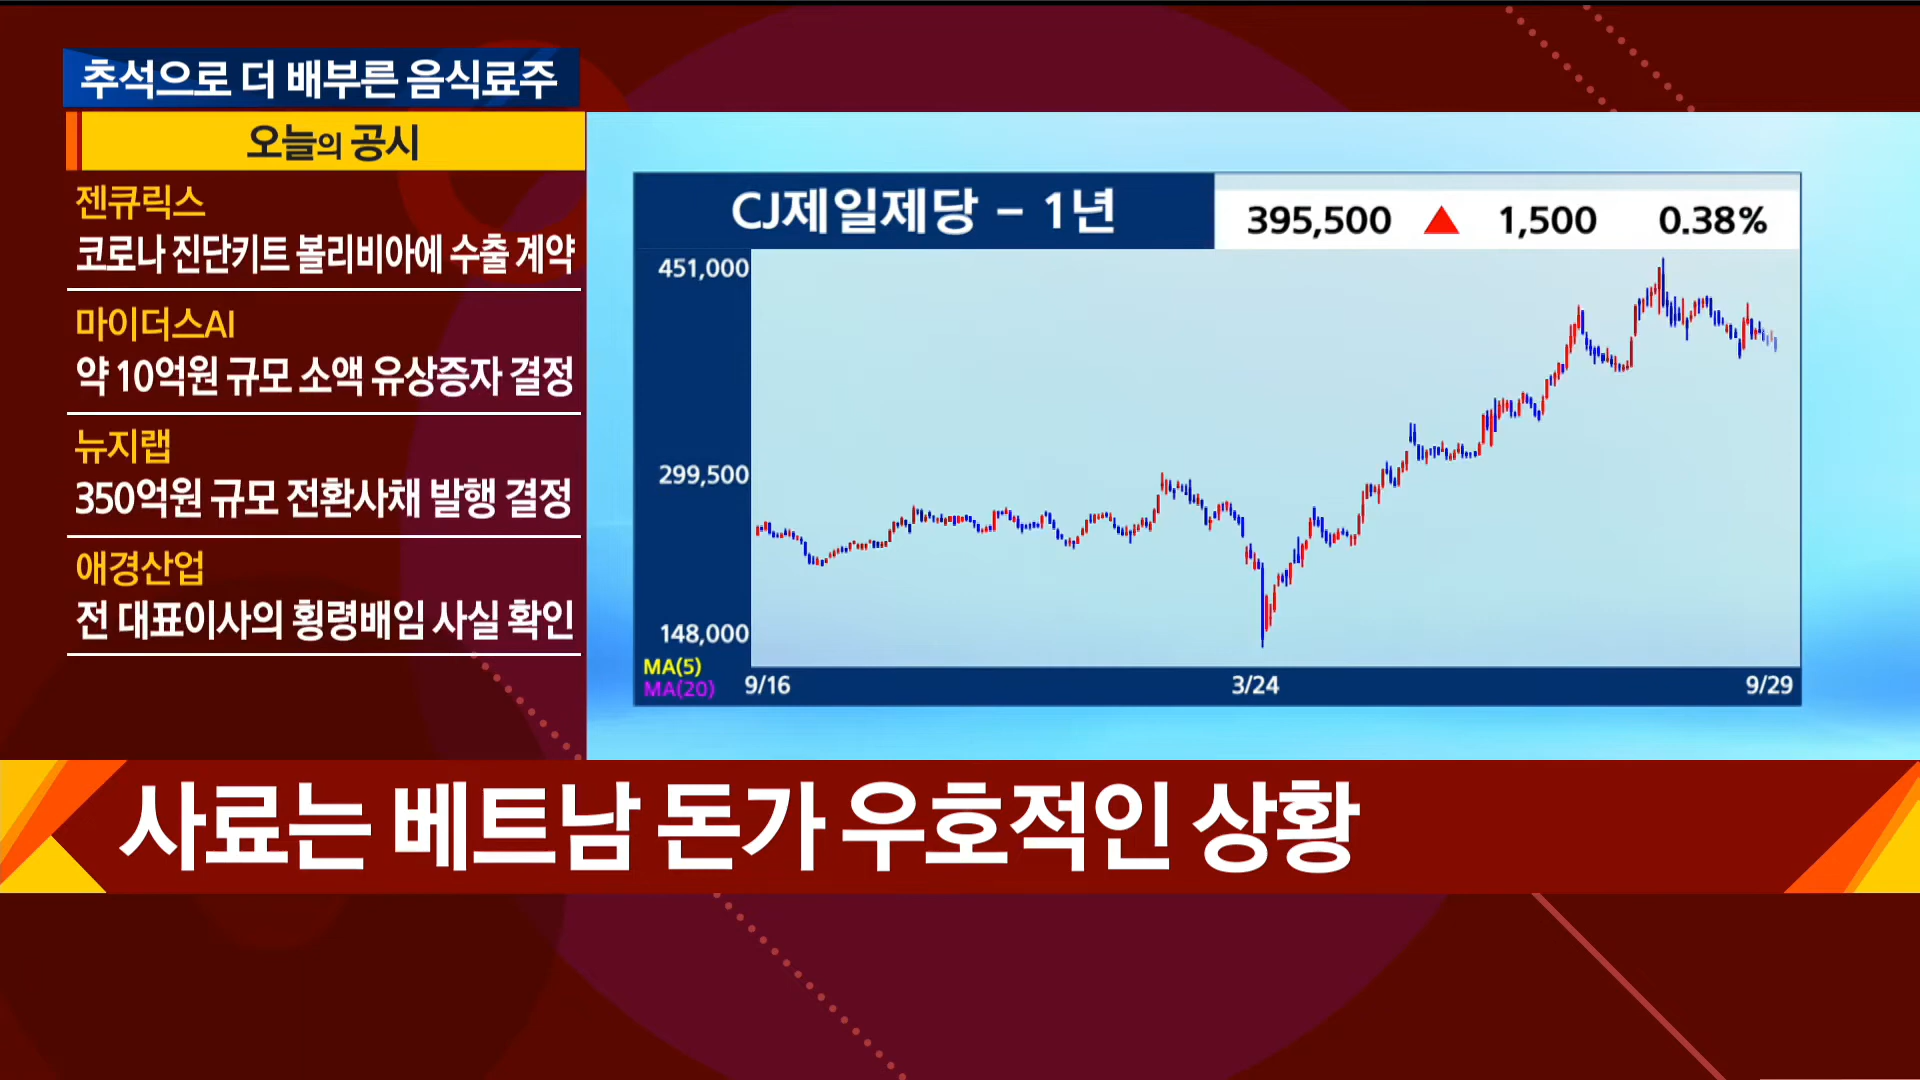 추석으로 더 배부른 음식료주
오늘의 공시
젠큐릭스
코로나 진단키트 볼리비아에 수출 계약
마이더스AI
약 10억원 규모 소액 유상증자 결정
뉴지랩
350억원 규모 전환사채 발행 결정
애경산업
전 대표이사의 횡령배임 사실 확인
CJ제일제당 - 1년
395,500 ▲ 1,500 0.38%
451,000
299,500
148,000
MA(5)
MA(20)
9/16 3/24 9/29
사료는 베트남 돈가 우호적인 상황